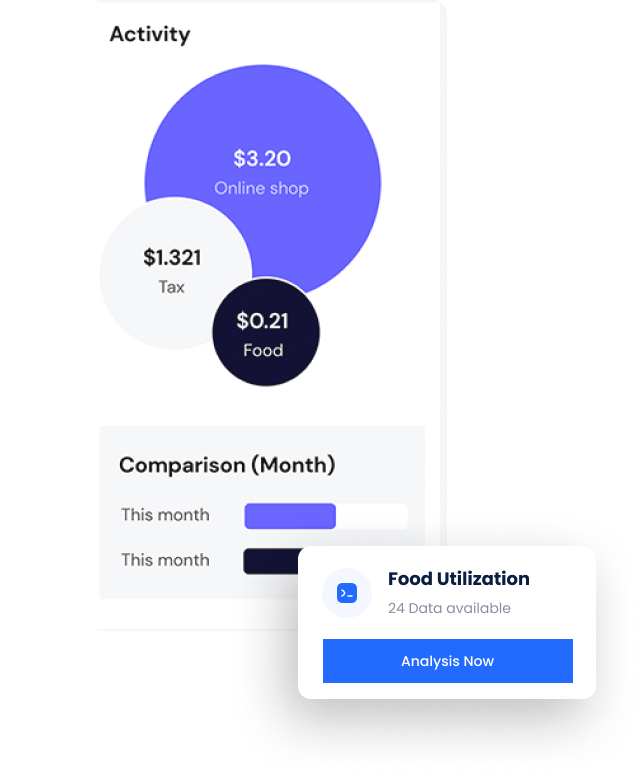 Activity
$3.20
Online shop
$1.321
Tax
$0.21
Food
Comparison (Month)
This month
This month
Food Utilization
24 Data available
Analysis Now